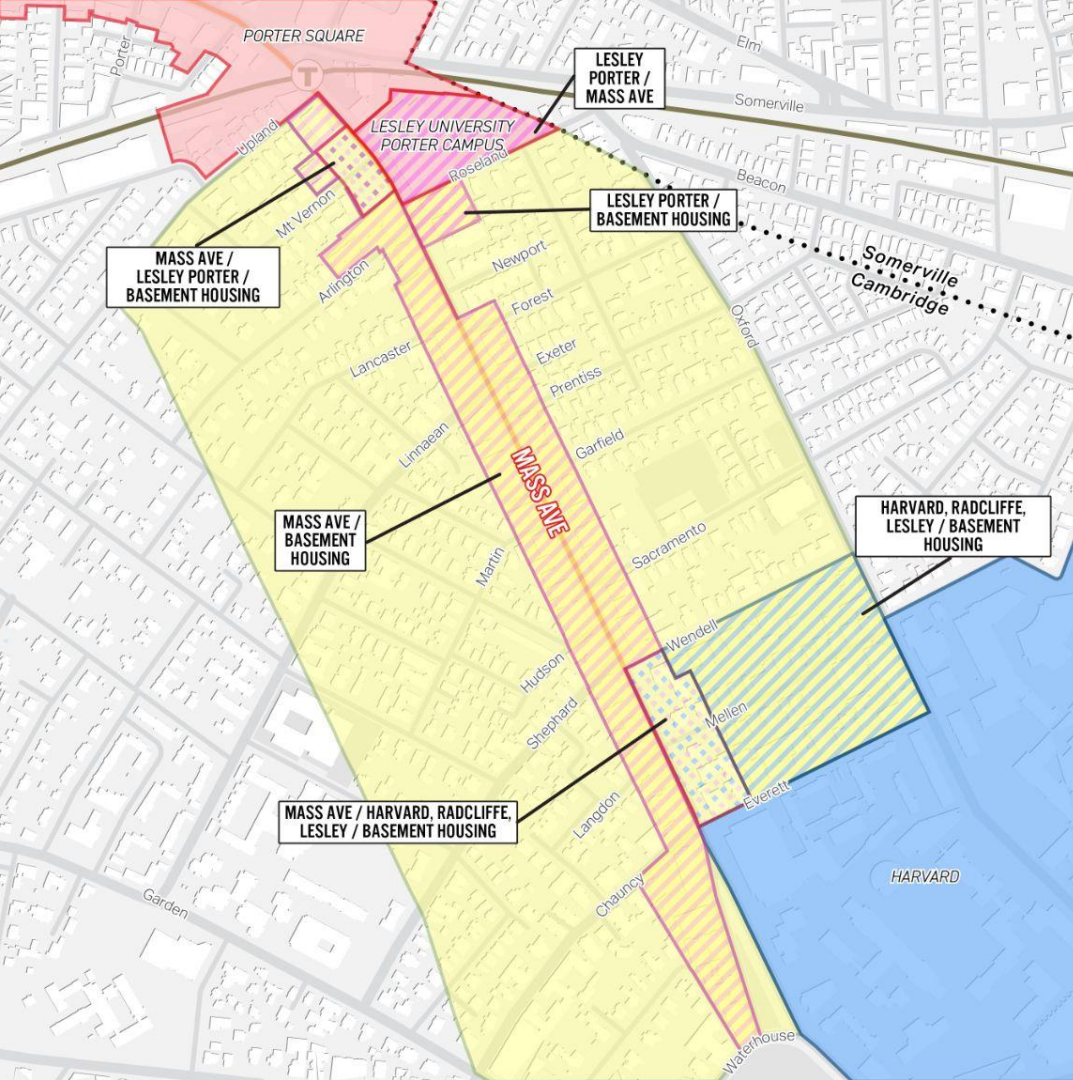 PORTER SQUARE
Porter
Elm
T
LESLEY
PORTER /
MASS AVE
Somerville
LESLEY UNIVERSITY
PORTER CAMPUS
Upland
Roseland
Beacon
LESLEY PORTER /
BASEMENT HOUSING
Mt Vernon
MASS AVE /
LESLEY PORTER /
BASEMENT HOUSING
Arlington
Newport
Somerville
Cambridge
Forest
Oxford
Lancaster
Exeter
Prentiss
Linnaean
Garfield
MASS AVE
MASS AVE /
BASEMENT
HOUSING
HARVARD, RADCLIFFE,
LESLEY / BASEMENT
HOUSING
Sacramento
Martin
Wendell
Hudson
Shephard
Mellen
Everett
MASS AVE / HARVARD, RADCLIFFE,
LESLEY / BASEMENT HOUSING
Langdon
Chauncy
HARVARD
Garden
Waterhouse